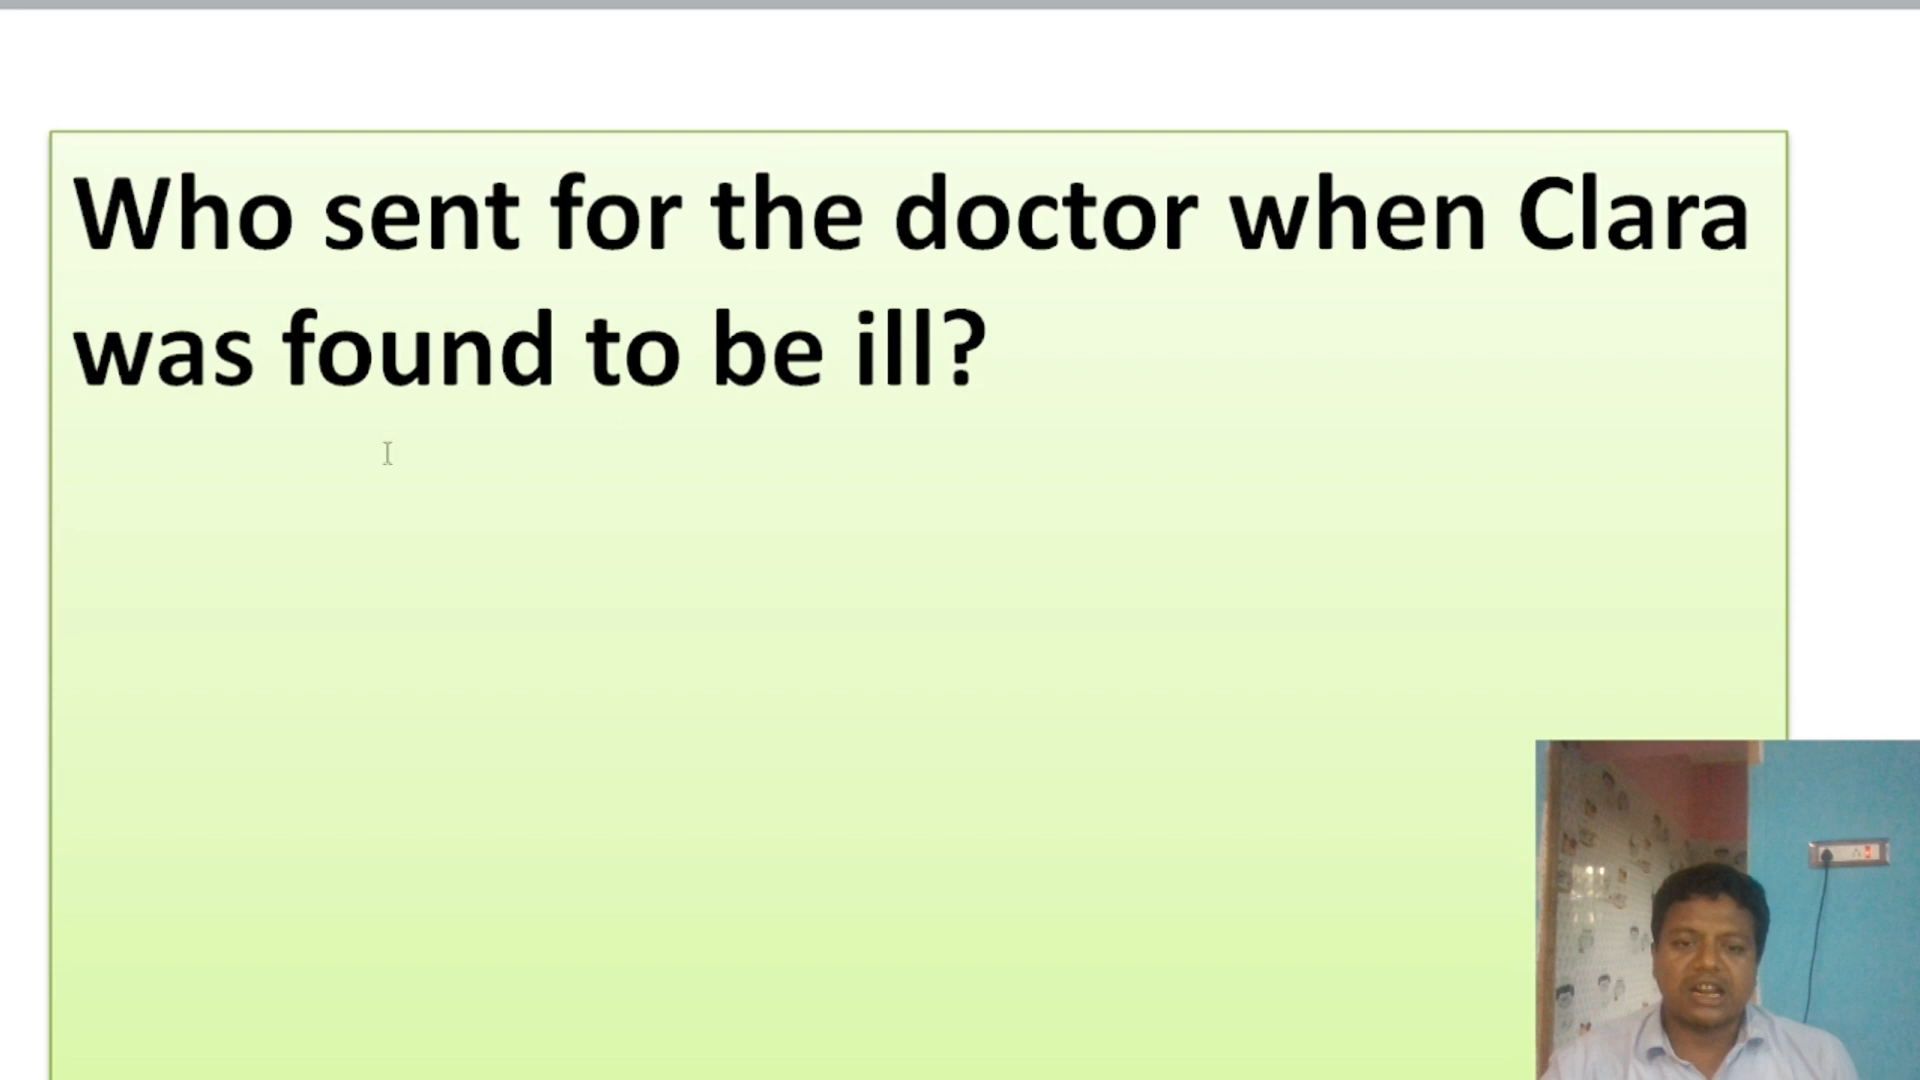 Who sent for the doctor when Clara
was found to be ill?